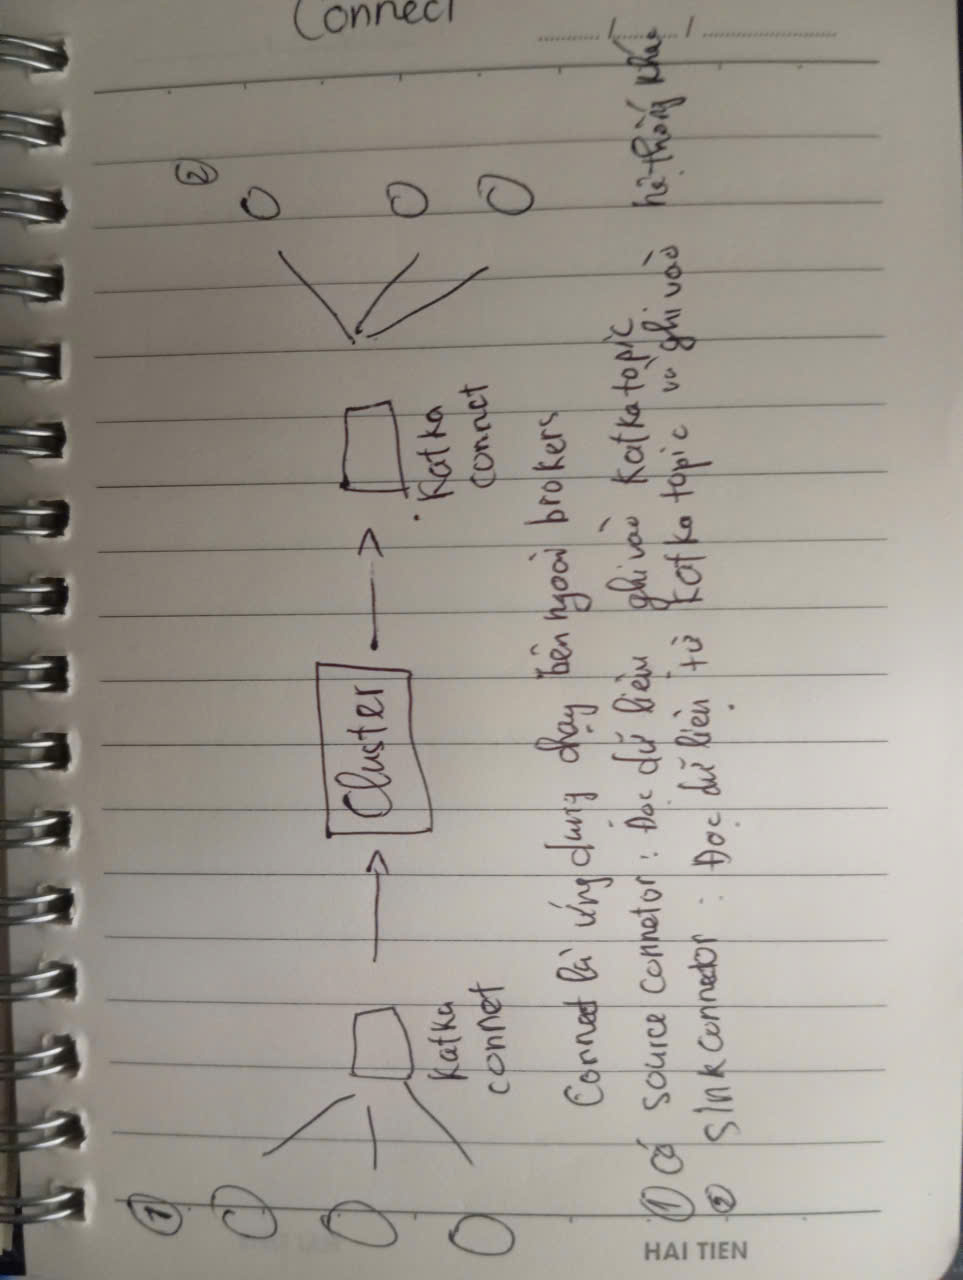 Connect
①
②
Cluster
Kafka
connet
Kafka
connct
Connect là ứng dụng chạy bên ngoài brokers
① Có source connetor: Đọc dữ liệu ghi vào Kafka topic
② sink connector: Đọc dữ liệu từ Kafka topic và ghi vào hệ thống khác
HAI TIEN